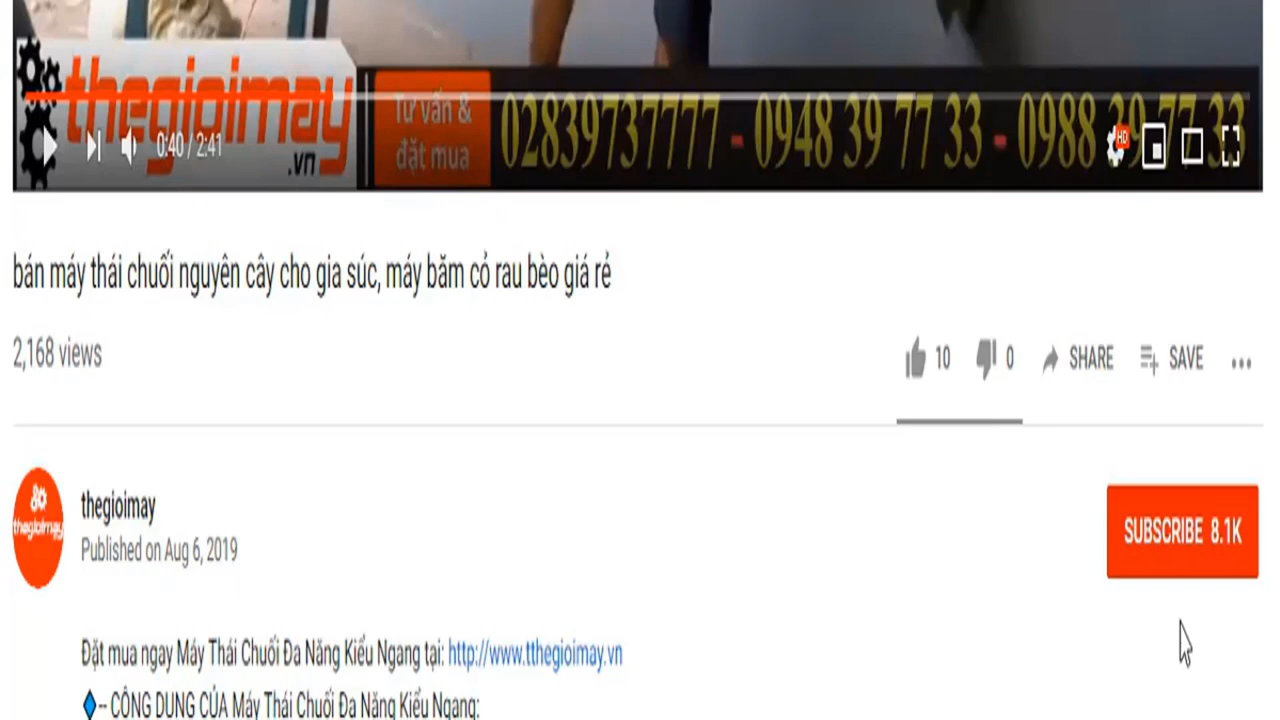 thegioimay
.vn
Tư vấn &
đặt mua
02839737777 - 0948 39 77 33 - 0988 39 77 33
0:40 / 2:41
HD
bán máy thái chuối nguyên cây cho gia súc, máy băm cỏ rau bèo giá rẻ
2,168 views
10
0
SHARE
SAVE
thegioimay
thegioimay
Published on Aug 6, 2019
SUBSCRIBE 8.1K
Đặt mua ngay Máy Thái Chuối Đa Năng Kiểu Ngang tại: http://www.tthegioimay.vn
-- CÔNG DỤNG CỦA Máy Thái Chuối Đa Năng Kiểu Ngang: